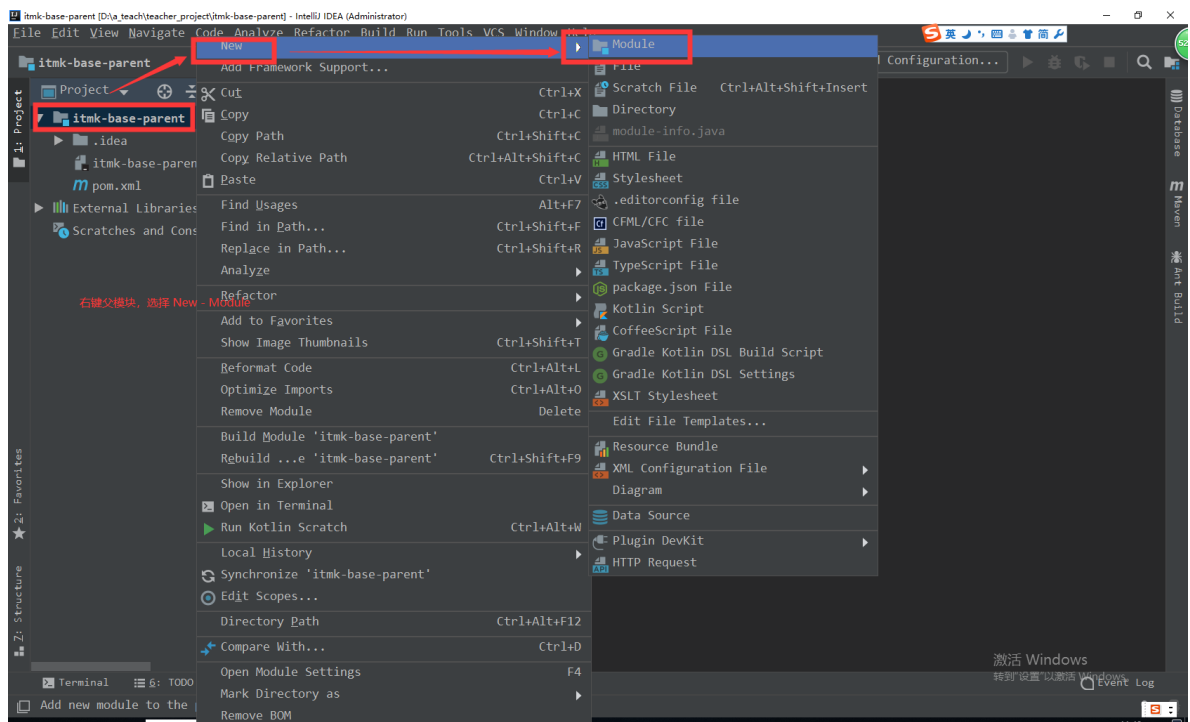 itmk-base-parent [D:\a_teach\teacher_project\itmk-base-parent] - IntelliJ IDEA (Administrator)
File Edit View Navigate Code Analyze Refactor Build Run Tools VCS Window Help
英 简
52
itmk-base-parent
Configuration...
1: Project
Project
itmk-base-parent
.idea
itmk-base-paren
pom.xml
External Libraries
Scratches and Cons
右键父模块，选择 New - Module
New
Add Framework Support...
Cut Ctrl+X
Copy Ctrl+C
Copy Path Ctrl+Shift+C
Copy Relative Path Ctrl+Alt+Shift+C
Paste Ctrl+V
Find Usages Alt+F7
Find in Path... Ctrl+Shift+F
Replace in Path... Ctrl+Shift+R
Analyze
Refactor
Add to Favorites
Show Image Thumbnails Ctrl+Shift+T
Reformat Code Ctrl+Alt+L
Optimize Imports Ctrl+Alt+O
Remove Module Delete
Build Module 'itmk-base-parent'
Rebuild ...e 'itmk-base-parent' Ctrl+Shift+F9
Show in Explorer
Open in Terminal
Run Kotlin Scratch Ctrl+Alt+W
Local History
Synchronize 'itmk-base-parent'
Edit Scopes...
Directory Path Ctrl+Alt+F12
Compare With... Ctrl+D
Open Module Settings F4
Mark Directory as
Remove BOM
Module
File
Scratch File Ctrl+Alt+Shift+Insert
Directory
module-info.java
HTML File
Stylesheet
.editorconfig file
CFML/CFC file
JavaScript File
TypeScript File
package.json File
Kotlin Script
CoffeeScript File
Gradle Kotlin DSL Build Script
Gradle Kotlin DSL Settings
XSLT Stylesheet
Edit File Templates...
Resource Bundle
XML Configuration File
Diagram
Data Source
Plugin DevKit
HTTP Request
Database
Maven
Ant Build
2: Favorites
Z: Structure
激活 Windows
转到"设置"以激活 Windows。
Terminal 6: TODO
Event Log
Add new module to the